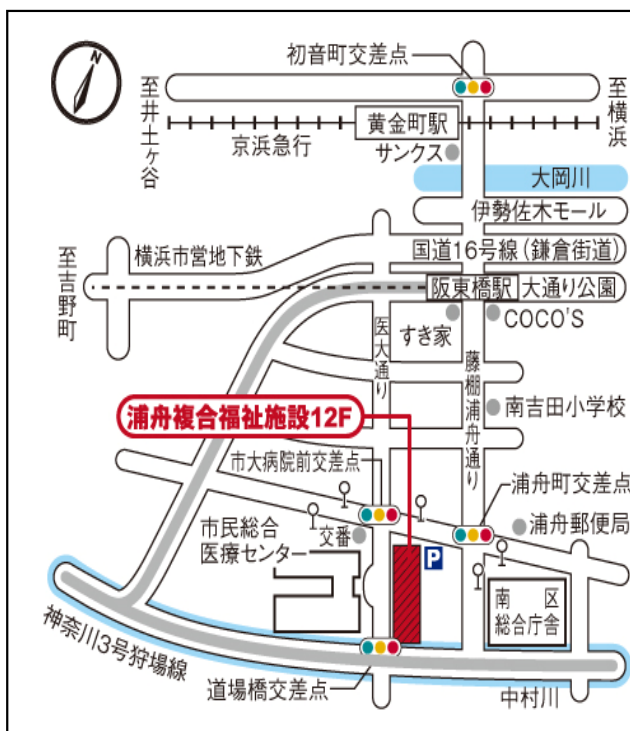 N
初音町交差点
至井土ヶ谷
至横浜
黄金町駅
京浜急行
サンクス
大岡川
伊勢佐木モール
横浜市営地下鉄
国道16号線(鎌倉街道)
至吉野町
阪東橋駅
大通り公園
すき家
COCO'S
医大通り
藤棚浦舟通り
南吉田小学校
浦舟複合福祉施設12F
市大病院前交差点
浦舟町交差点
市民総合
医療センター
交番
浦舟郵便局
P
南区
総合庁舎
神奈川3号狩場線
道場橋交差点
中村川